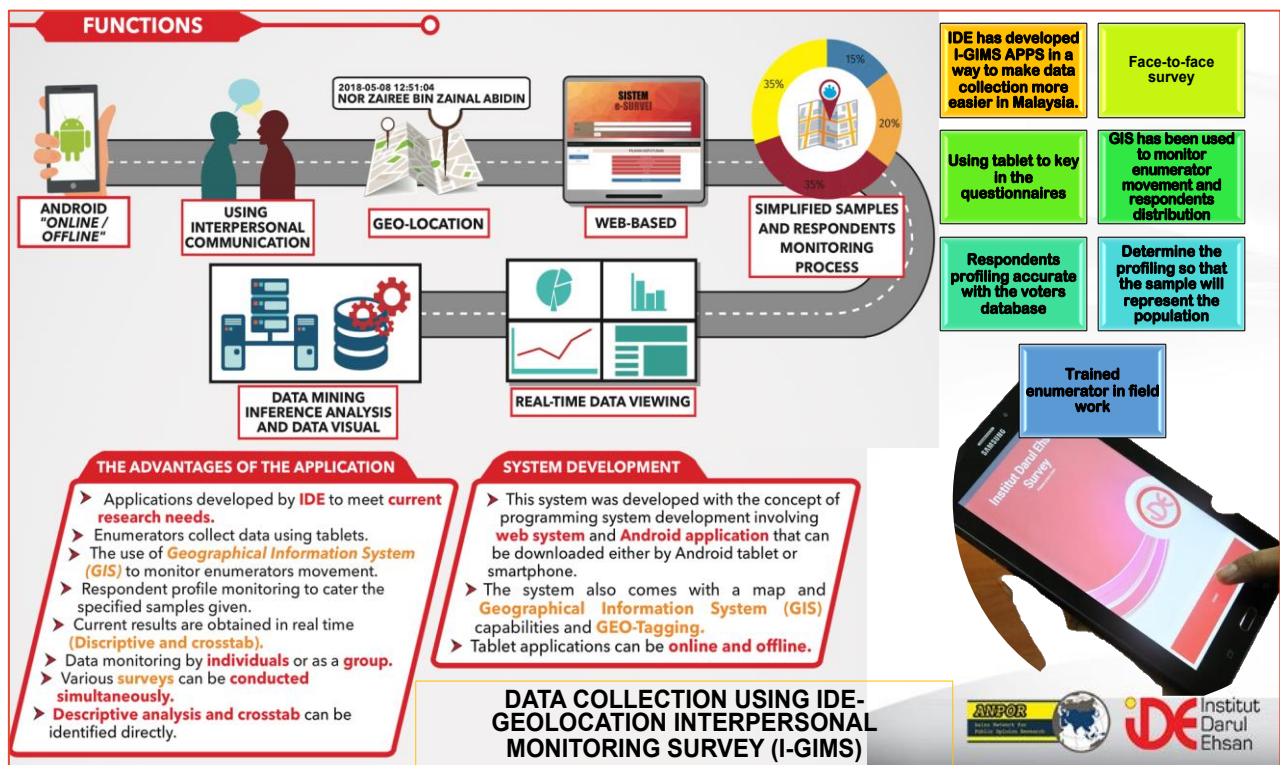 FUNCTIONS
ANDROID
"ONLINE /
OFFLINE"
USING
INTERPERSONAL
COMMUNICATION
2018-05-08 12:51:04
NOR ZAIREE BIN ZAINAL ABIDIN
GEO-LOCATION
SISTEM
e-SURVEI
WEB-BASED
15%
20%
35%
35%
SIMPLIFIED SAMPLES
AND RESPONDENTS
MONITORING
PROCESS
DATA MINING
INFERENCE ANALYSIS
AND DATA VISUAL
REAL-TIME DATA VIEWING
IDE has developed
I-GIMS APPS in a
way to make data
collection more
easier in Malaysia.
Face-to-face
survey
Using tablet to key
in the
questionnaires
GIS has been used
to monitor
enumerator
movement and
respondents
distribution
Respondents
profiling accurate
with the voters
database
Determine the
profiling so that
the sample will
represent the
population
Trained
enumerator in field
work
THE ADVANTAGES OF THE APPLICATION
➤ Applications developed by IDE to meet current
research needs.
➤ Enumerators collect data using tablets.
➤ The use of Geographical Information System
(GIS) to monitor enumerators movement.
➤ Respondent profile monitoring to cater the
specified samples given.
➤ Current results are obtained in real time
(Discriptive and crosstab).
➤ Data monitoring by individuals or as a group.
➤ Various surveys can be conducted
simultaneously.
➤ Descriptive analysis and crosstab can be
identified directly.
SYSTEM DEVELOPMENT
➤ This system was developed with the concept of
programming system development involving
web system and Android application that can
be downloaded either by Android tablet or
smartphone.
➤ The system also comes with a map and
Geographical Information System (GIS)
capabilities and GEO-Tagging.
➤ Tablet applications can be online and offline.
SAMSUNG
Institut Darul Ehs
Survey
iDE
DATA COLLECTION USING IDE-
GEOLOCATION INTERPERSONAL
MONITORING SURVEY (I-GIMS)
ANPOR
Asian Network for
Public Opinion Research
iDE
Institut
Darul
Ehsan